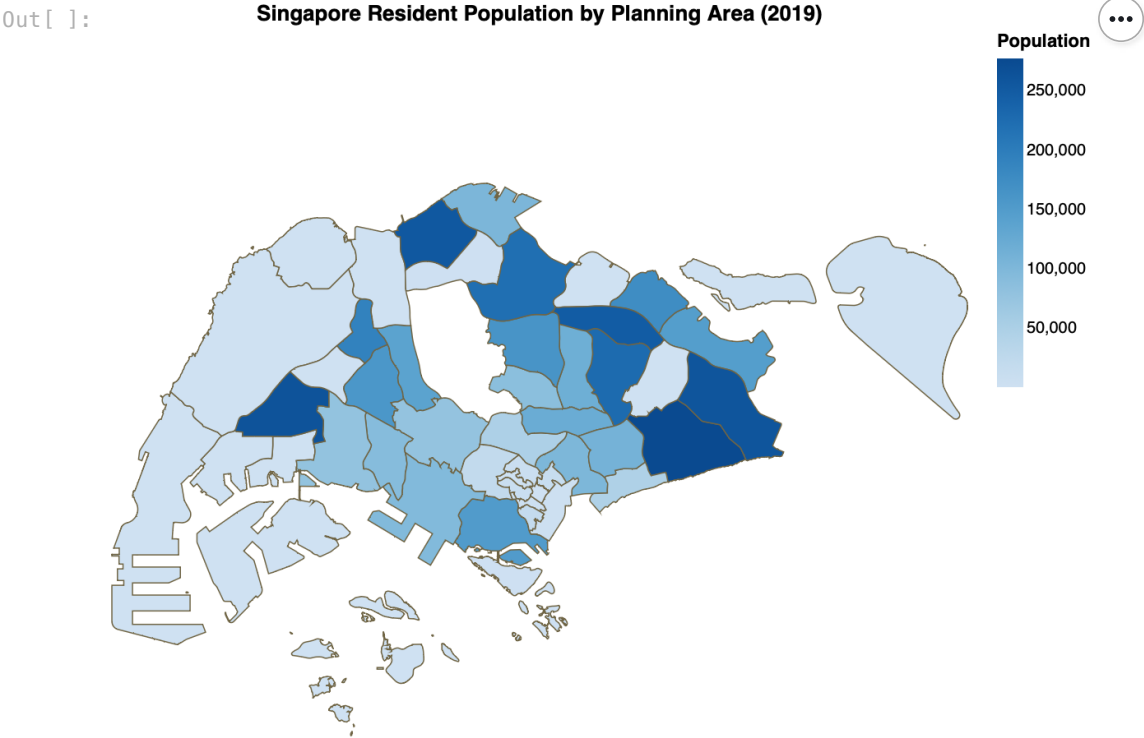 Out[ ]:
Singapore Resident Population by Planning Area (2019)
Population
250,000
200,000
150,000
100,000
50,000